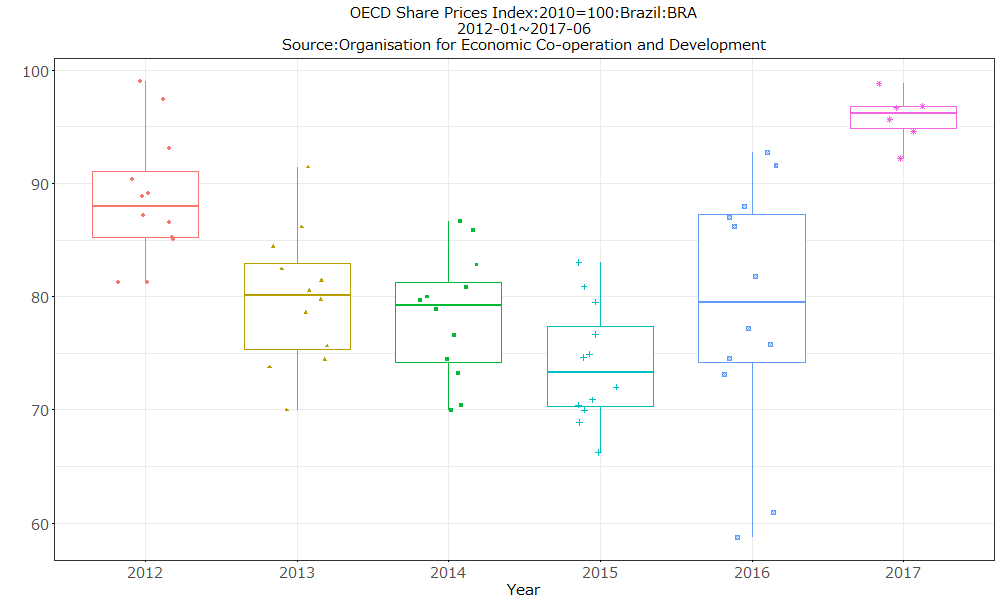 OECD Share Prices Index:2010=100:Brazil:BRA
2012-01~2017-06
Source:Organisation for Economic Co-operation and Development
100
90
80
70
60
2012 2013 2014 2015 2016 2017
Year